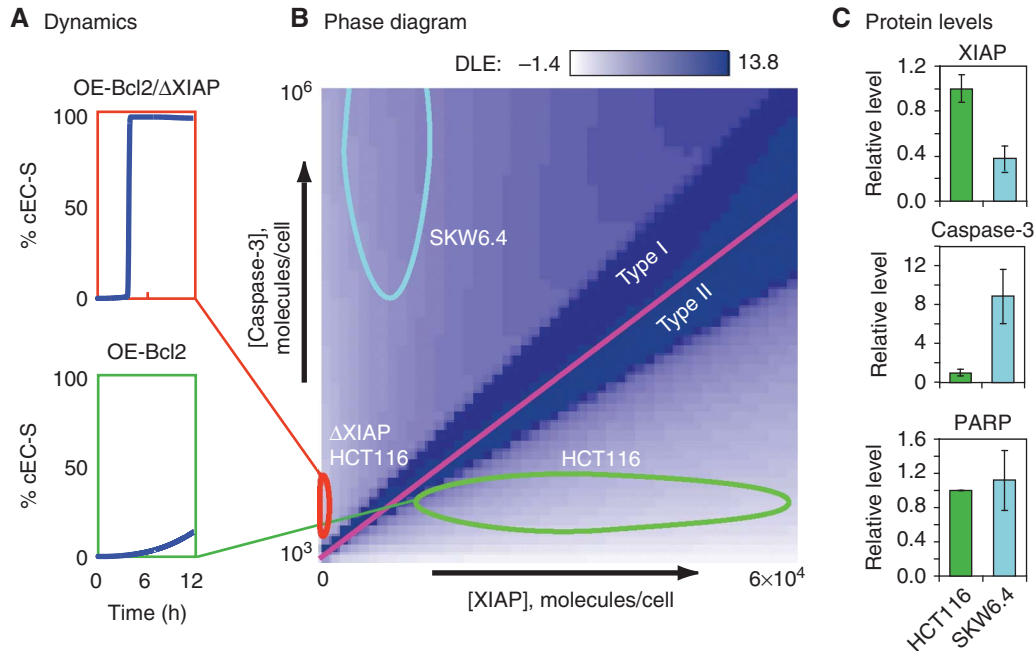 A Dynamics
OE-Bcl2/ΔXIAP
100
50
0
% cEC-S
OE-Bcl2
100
50
0
% cEC-S
0 6 12
Time (h)
B Phase diagram
DLE: −1.4 13.8
10⁶
[Caspase-3],
molecules/cell
10³
SKW6.4
Type I
Type II
ΔXIAP
HCT116
HCT116
0 6×10⁴
[XIAP], molecules/cell
C Protein levels
XIAP
1.2
0.8
0.4
0.0
Relative level
Caspase-3
12
8
4
0
Relative level
PARP
1.6
1.2
0.8
0.4
0.0
Relative level
HCT116
SKW6.4